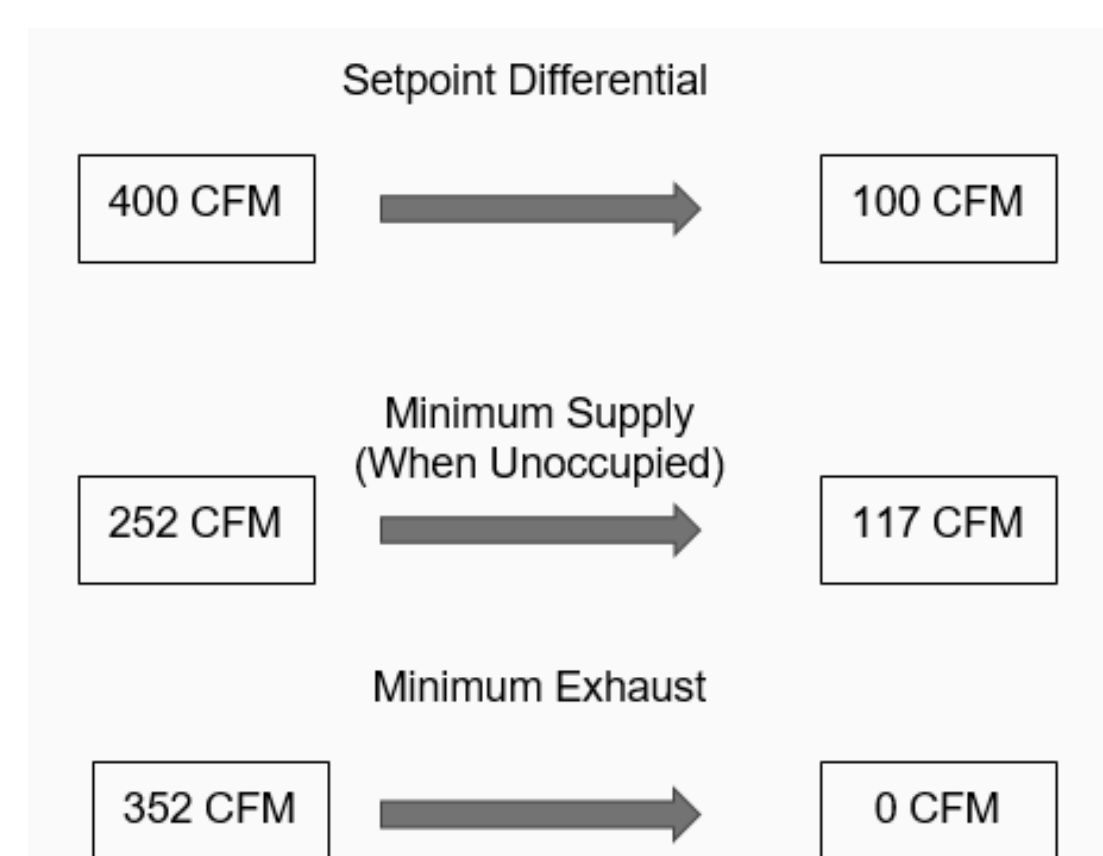 Setpoint Differential
400 CFM
100 CFM
Minimum Supply
(When Unoccupied)
252 CFM
117 CFM
Minimum Exhaust
352 CFM
0 CFM